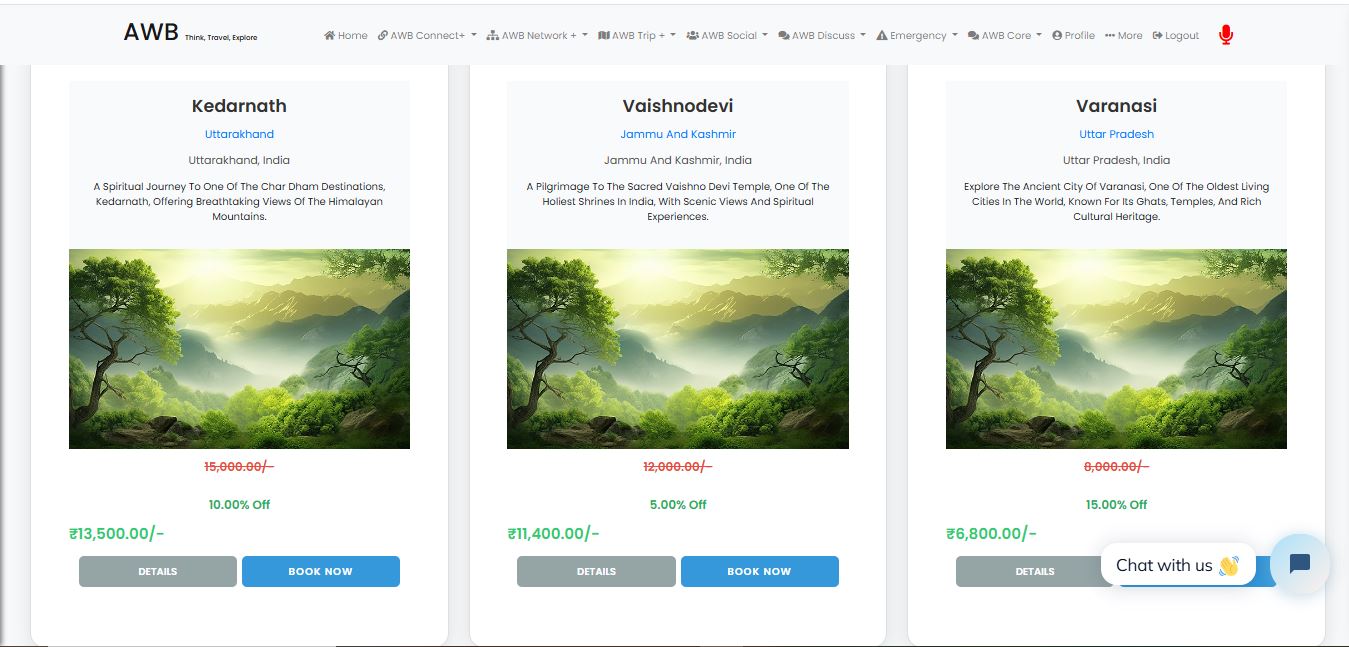 AWB Think, Travel, Explore
Home
AWB Connect+
AWB Network +
AWB Trip +
AWB Social
AWB Discuss
Emergency
AWB Core
Profile
More
Logout
Kedarnath
Uttarakhand
Uttarakhand, India
A Spiritual Journey To One Of The Char Dham Destinations,
Kedarnath, Offering Breathtaking Views Of The Himalayan
Mountains.
15,000.00/-
10.00% Off
₹13,500.00/-
DETAILS
BOOK NOW
Vaishnodevi
Jammu And Kashmir
Jammu And Kashmir, India
A Pilgrimage To The Sacred Vaishno Devi Temple, One Of The
Holiest Shrines In India, With Scenic Views And Spiritual
Experiences.
12,000.00/-
5.00% Off
₹11,400.00/-
DETAILS
BOOK NOW
Varanasi
Uttar Pradesh
Uttar Pradesh, India
Explore The Ancient City Of Varanasi, One Of The Oldest Living
Cities In The World, Known For Its Ghats, Temples, And Rich
Cultural Heritage.
8,000.00/-
15.00% Off
₹6,800.00/-
DETAILS
Chat with us 👋